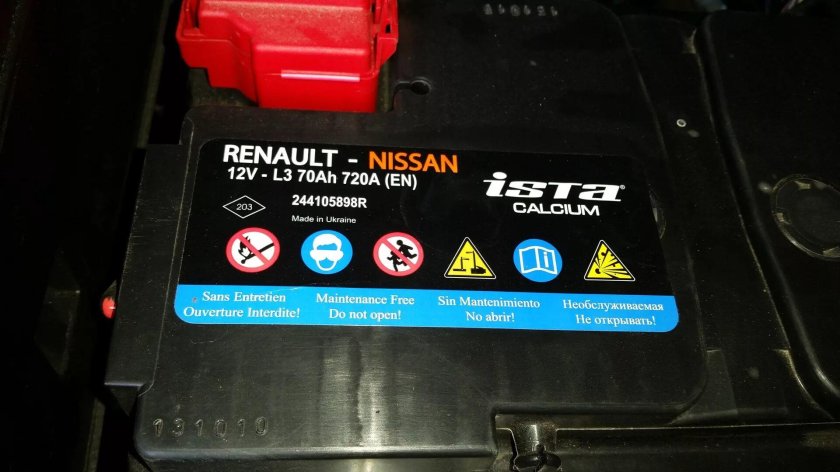 RENAULT - NISSAN
12V - L3 70Ah 720A (EN)
ista®
CALCIUM
244105898R
203
Made in Ukraine
Sans Entretien
Ouverture Interdite!
Maintenance Free
Do not open!
Sin Mantenimiento
No abrir!
Необслуживаемая
Не открывать!
131010